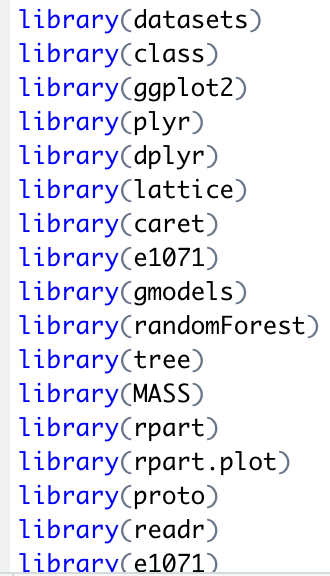 library(datasets)
library(class)
library(ggplot2)
library(plyr)
library(dplyr)
library(lattice)
library(caret)
library(e1071)
library(gmodels)
library(randomForest)
library(tree)
library(MASS)
library(rpart)
library(rpart.plot)
library(proto)
library(readr)
library(e1071)